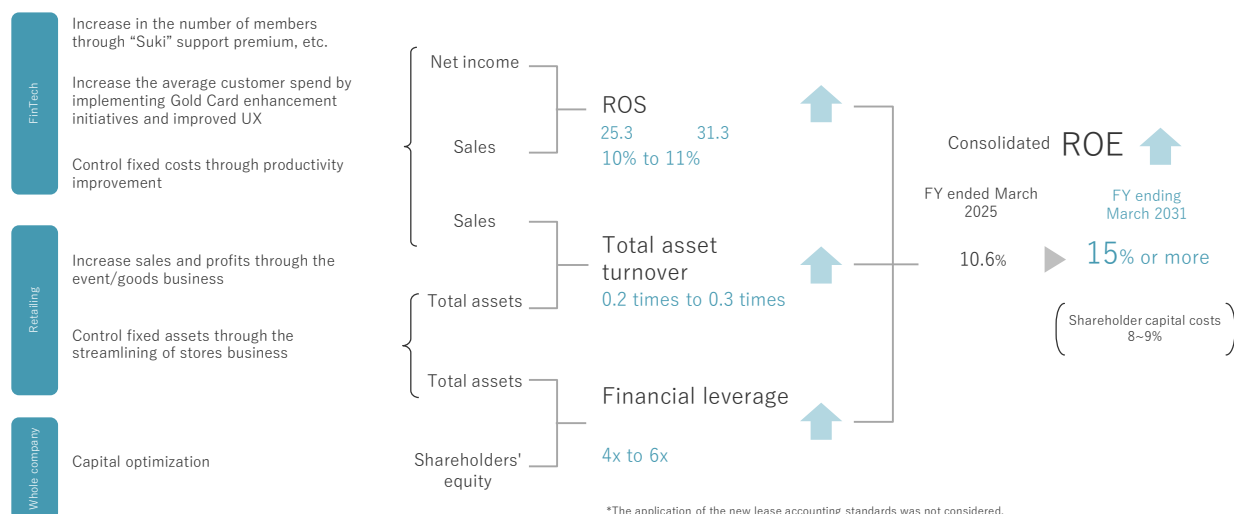 FinTech
Increase in the number of members
through “Suki” support premium, etc.
Increase the average customer spend by
implementing Gold Card enhancement
initiatives and improved UX
Control fixed costs through productivity
improvement
Retailing
Increase sales and profits through the
event/goods business
Control fixed assets through the
streamlining of stores business
Whole company
Capital optimization
Net income
Sales
Sales
Total assets
Total assets
Shareholders'
equity
ROS
25.3 31.3
10% to 11%
Total asset
turnover
0.2 times to 0.3 times
Financial leverage
4x to 6x
Consolidated ROE
FY ended March
2025
10.6%
FY ending
March 2031
15% or more
Shareholder capital costs
8~9%
*The application of the new lease accounting standards was not considered.